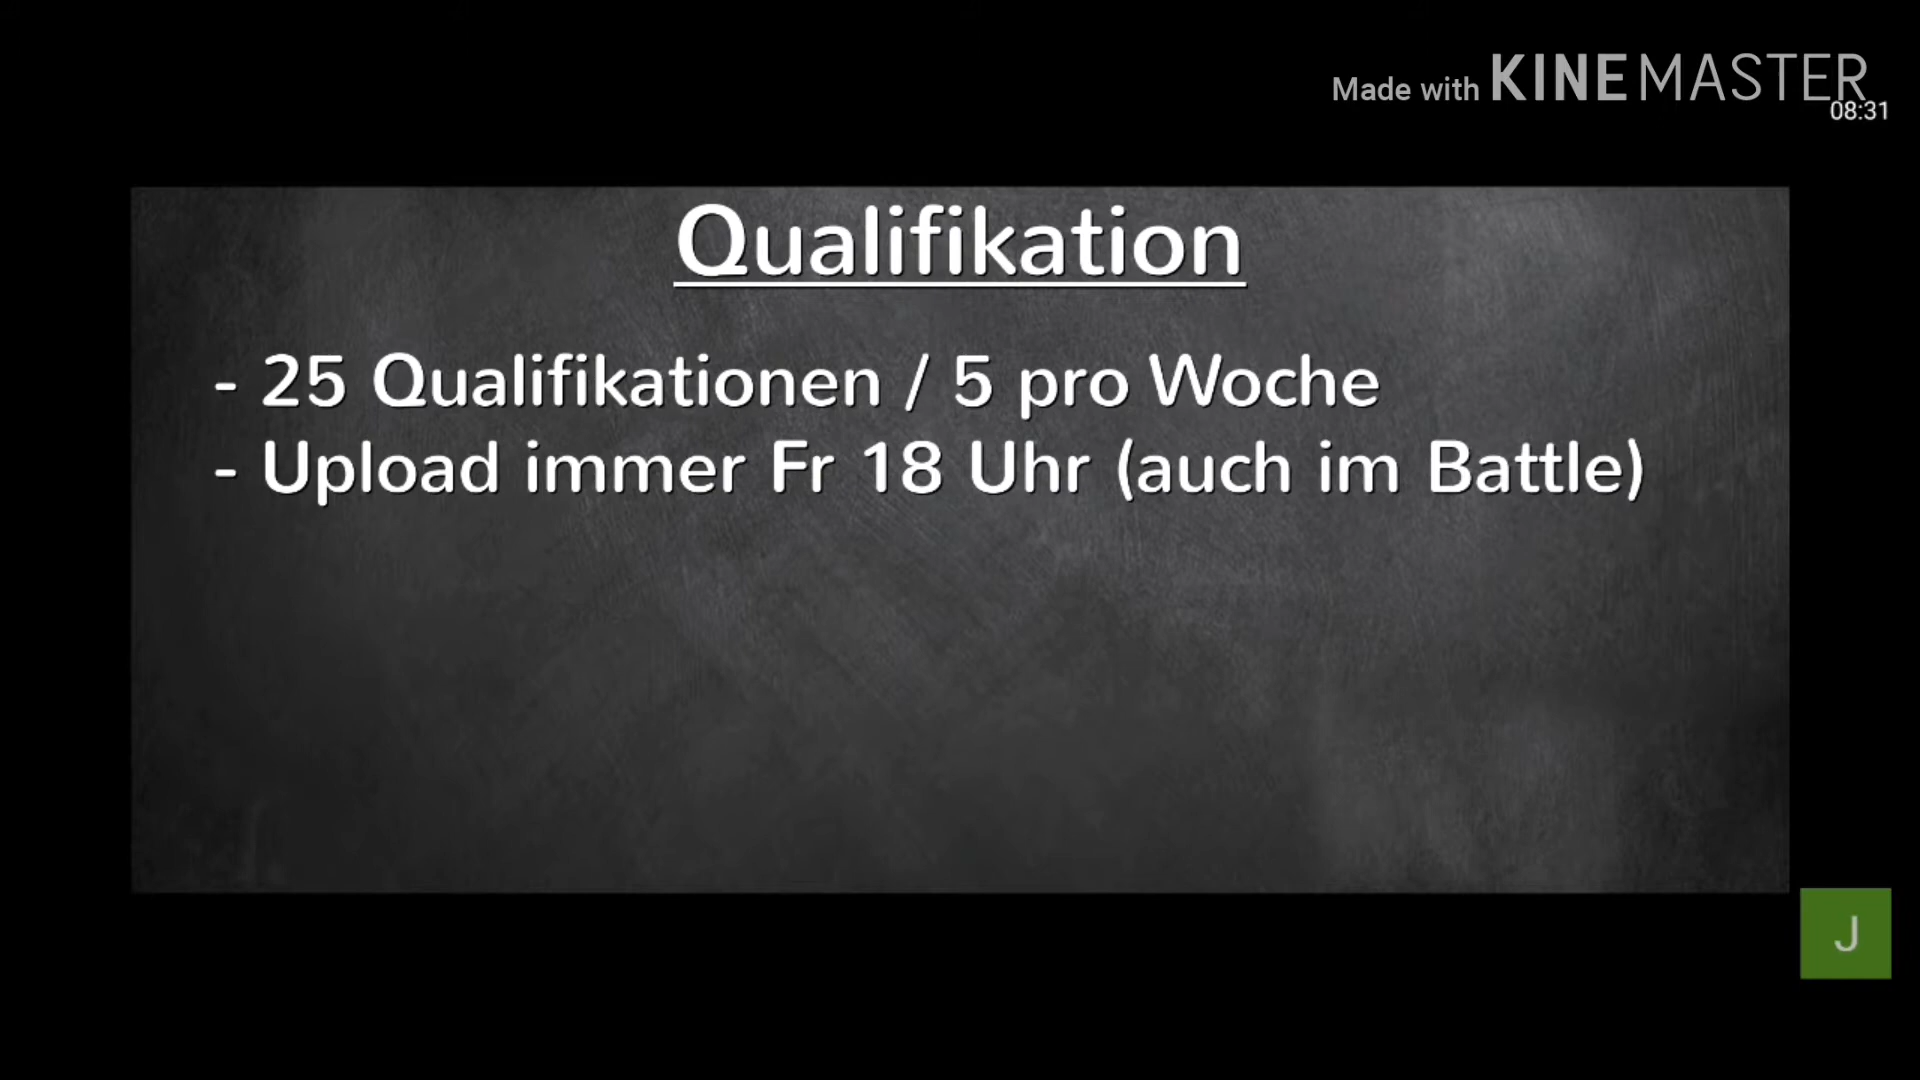 Made with KINEMASTER
08:31
Qualifikation
- 25 Qualifikationen / 5 pro Woche
- Upload immer Fr 18 Uhr (auch im Battle)
J